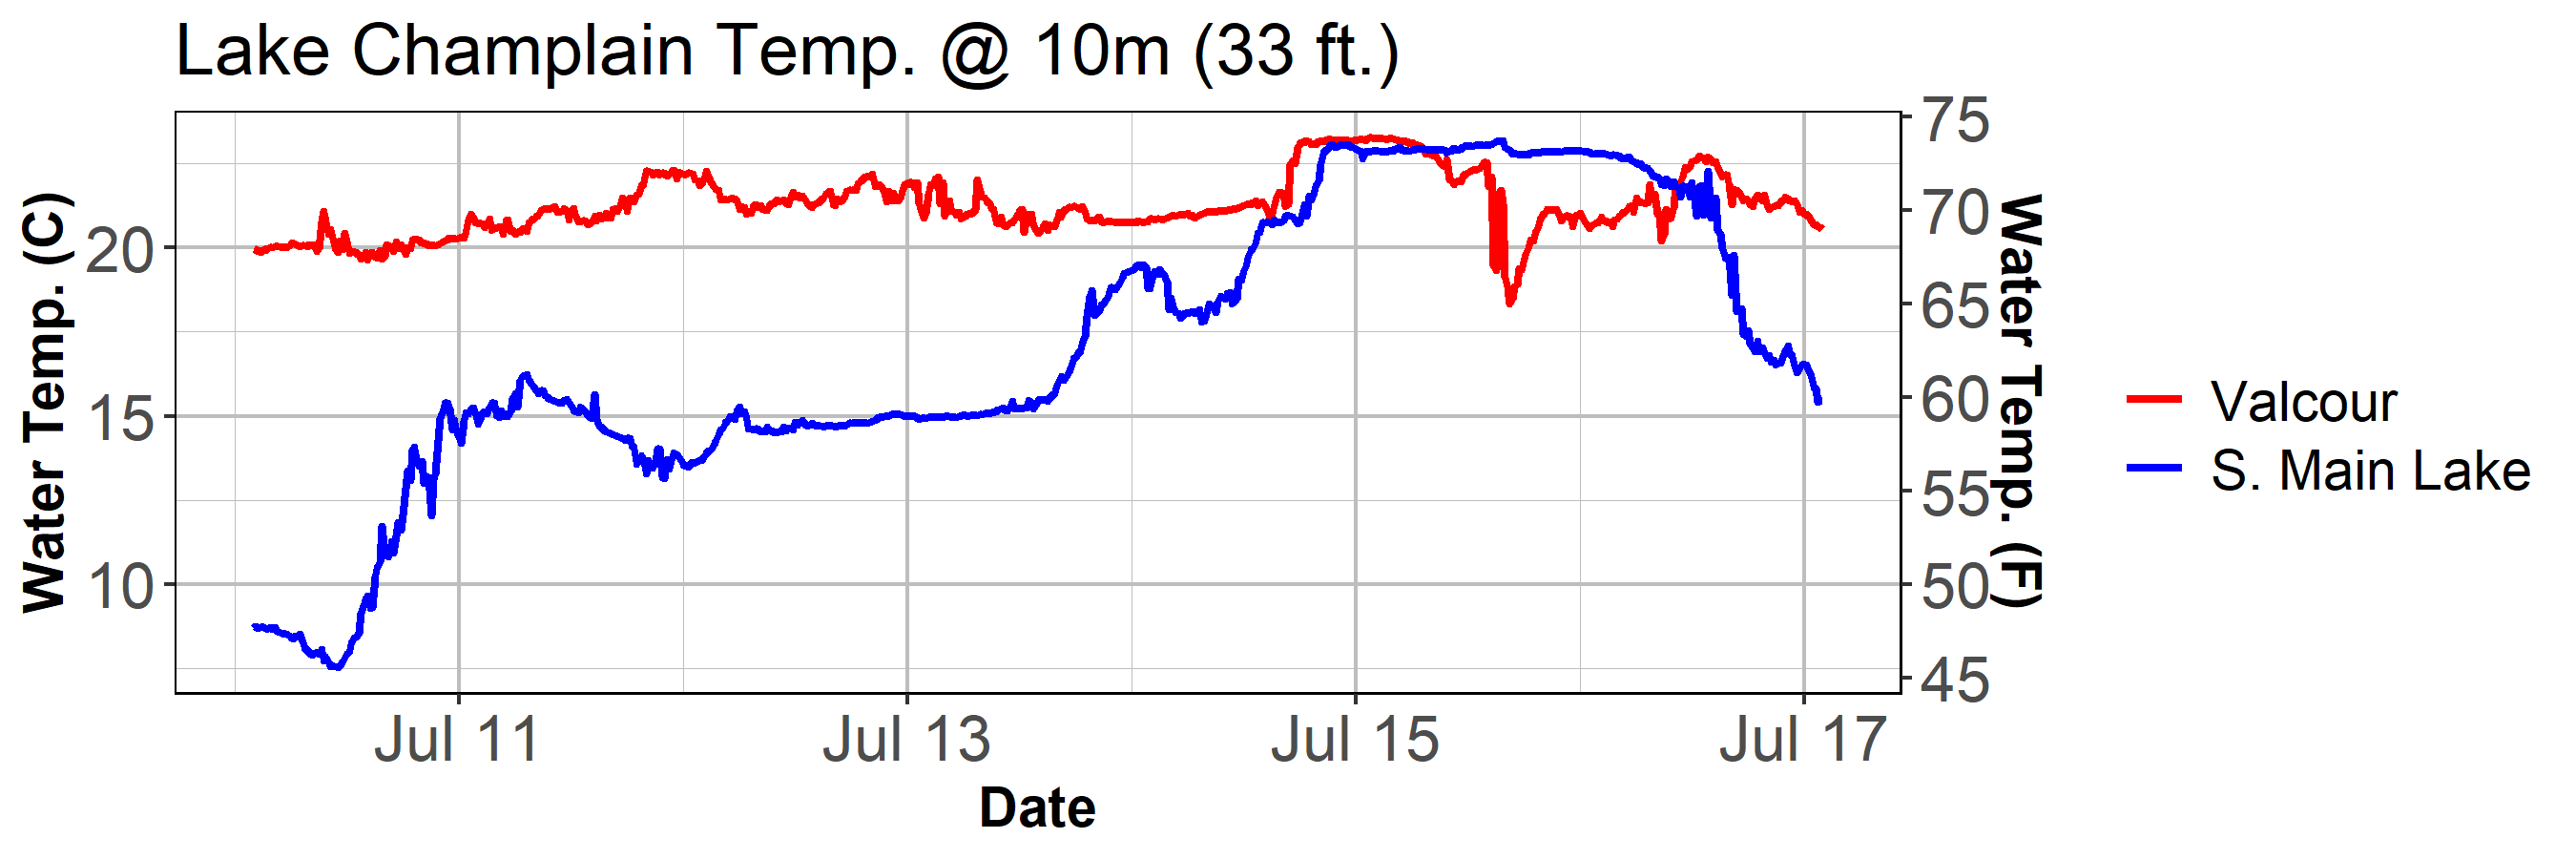 Lake Champlain Temp. @ 10m (33 ft.)
Water Temp. (C)
20
15
10
75
70
65
60
55
50
45
Water Temp. (F)
Jul 11
Jul 13
Jul 15
Jul 17
Date
Valcour
S. Main Lake